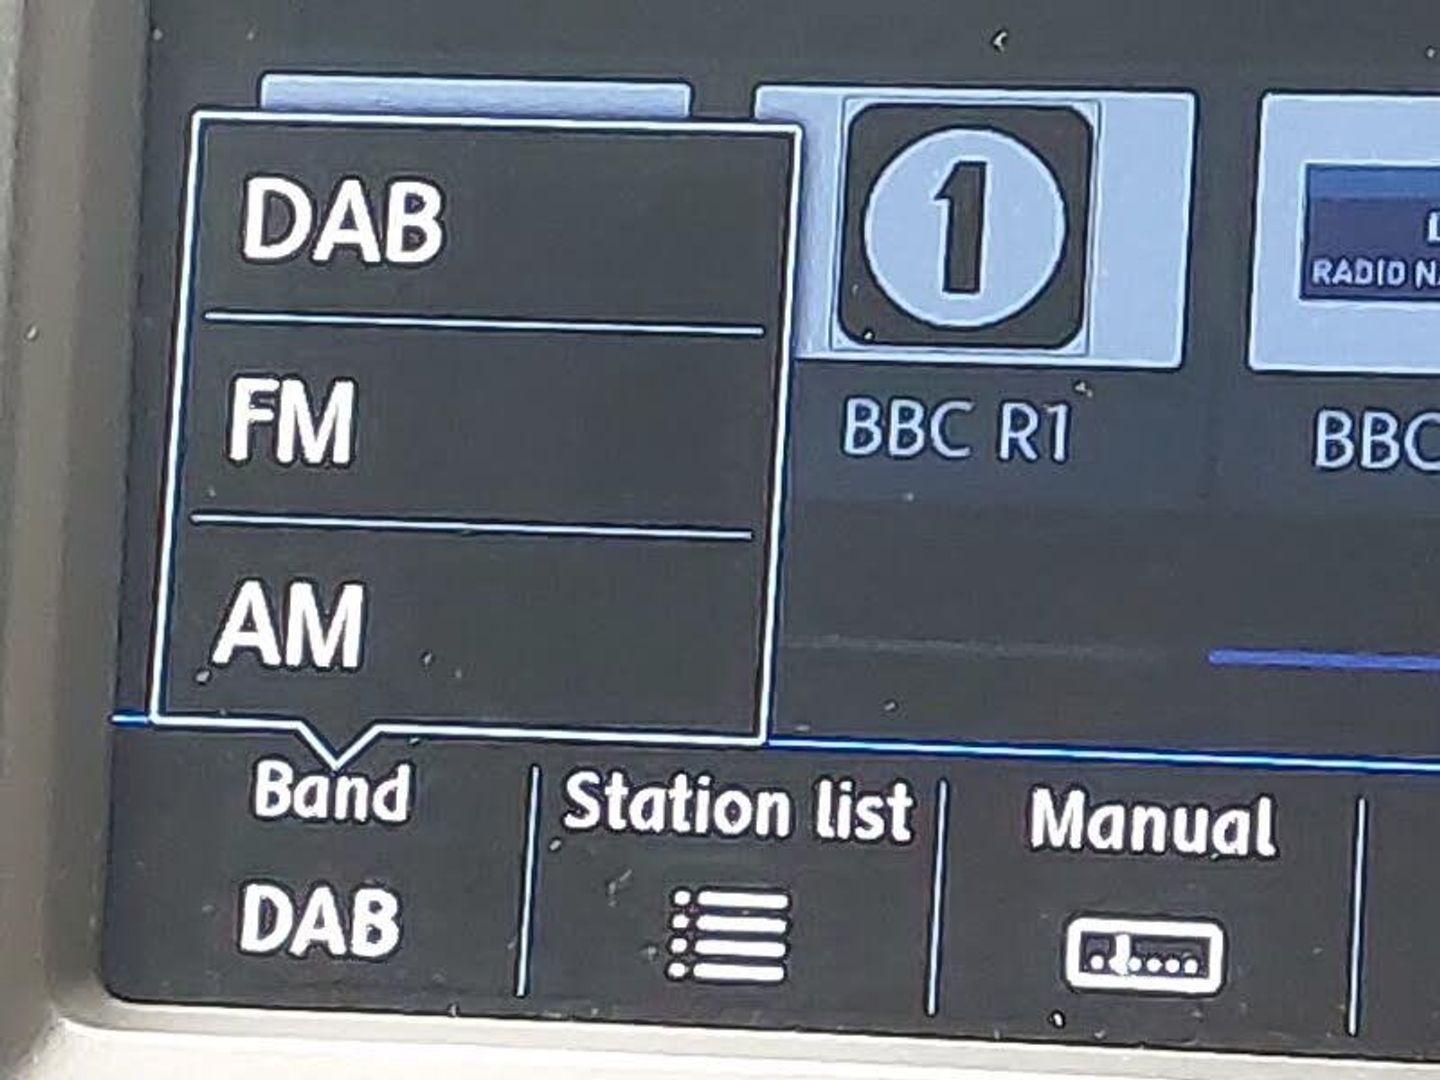 DAB
FM
AM
1
BBC R1
RADIO
BBC
Band
DAB
Station list
Manual